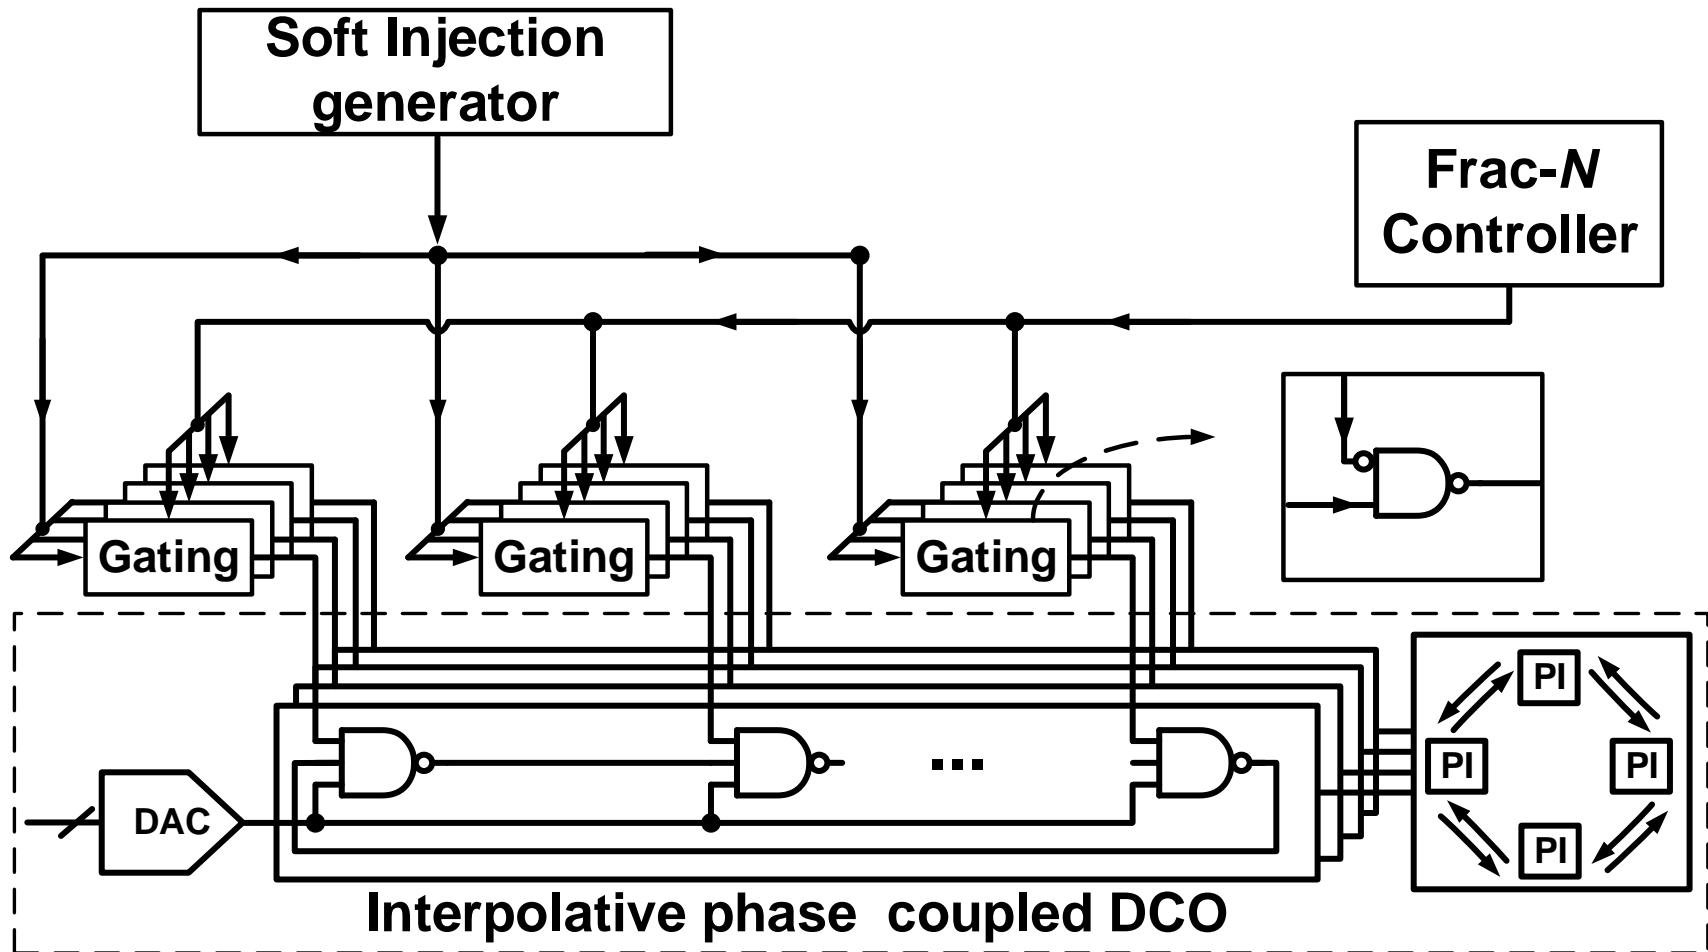 Soft Injection
generator
Frac-N
Controller
Gating
Gating
Gating
PI
PI
PI
PI
...
DAC
Interpolative phase coupled DCO